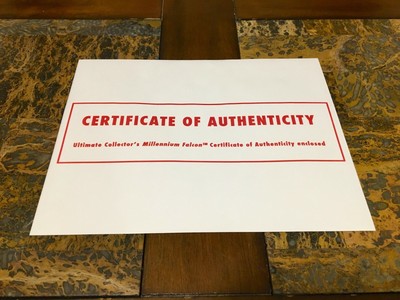 CERTIFICATE OF AUTHENTICITY
Ultimate Collector's Millennium Falcon™ Certificate of Authenticity enclosed